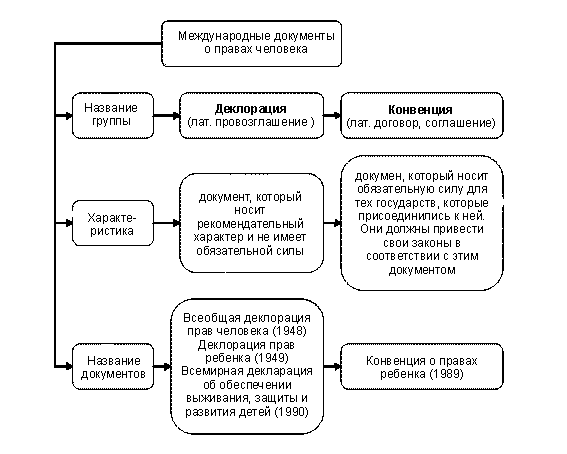 Международные документы
о правах человека
Название
группы
Деклорация
(лат. провозглашение )
Конвенция
(лат. договор, соглашение)
Характе-
ристика
документ, который
носит
рекомендательный
характер и не имеет
обязательной силы
докумен, который носит
обязательную силу для
тех государств, которые
присоединились к ней.
Они должны привести
свои законы в
соответствии с этим
документом
Название
документов
Всеобщая деклорация
прав человека (1948)
Деклорация прав
ребенка (1949)
Всемирная декларация
об обеспечении
выживания, защиты и
развития детей (1990)
Конвенция о правах
ребенка (1989)